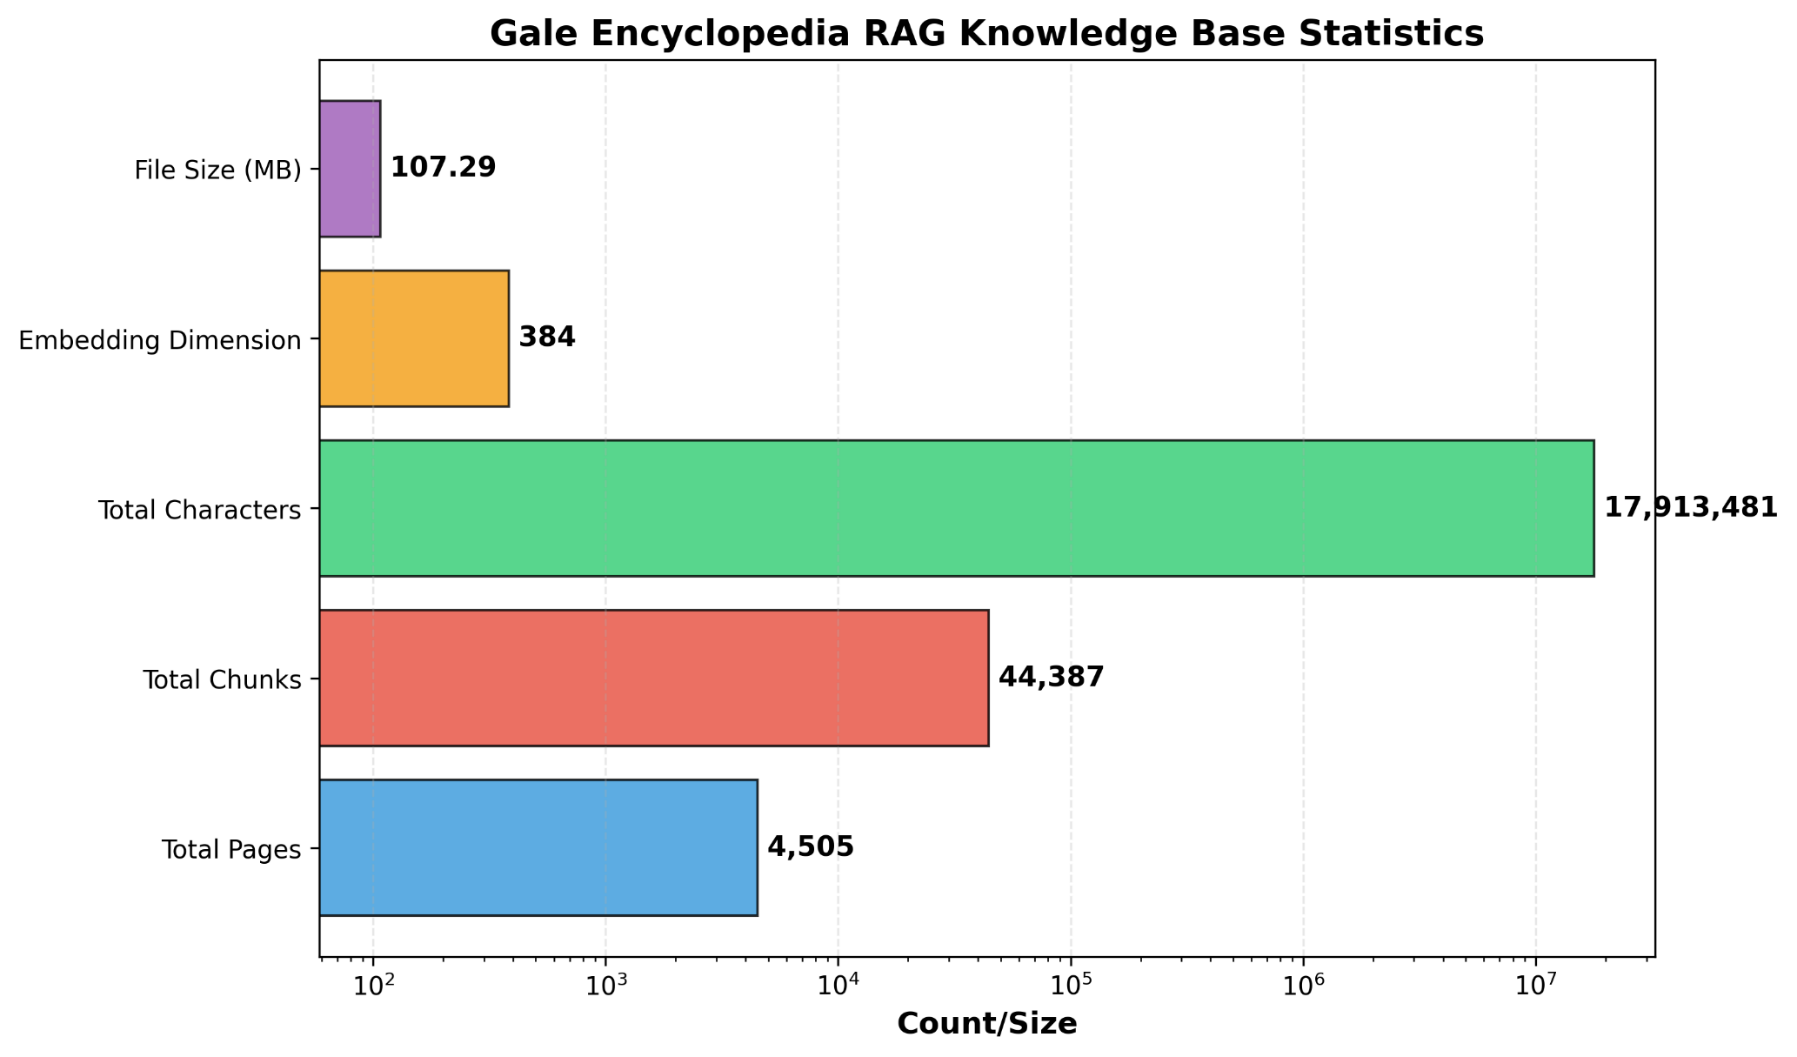 Gale Encyclopedia RAG Knowledge Base Statistics
File Size (MB)
107.29
Embedding Dimension
384
Total Characters
17,913,481
Total Chunks
44,387
Total Pages
4,505
10² 10³ 10⁴ 10⁵ 10⁶ 10⁷
Count/Size